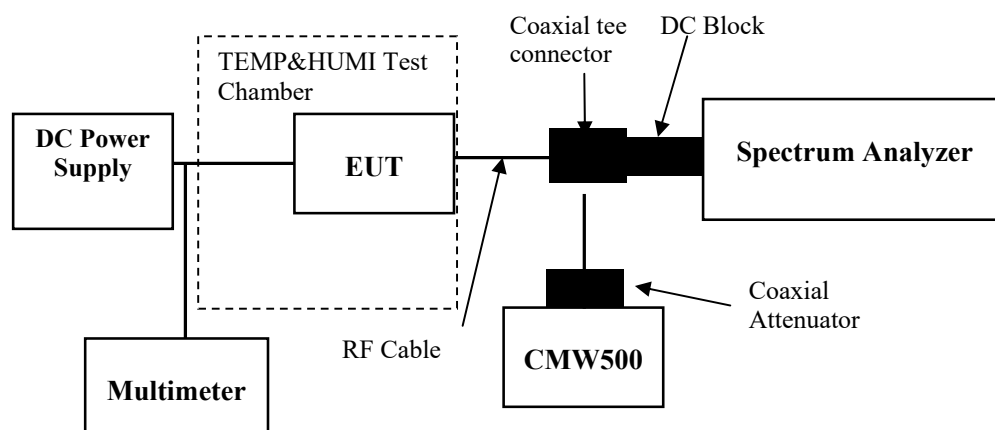 Coaxial tee
connector
DC Block
TEMP&HUMI Test
Chamber
DC Power
Supply
EUT
Spectrum Analyzer
RF Cable
Coaxial
Attenuator
CMW500
Multimeter